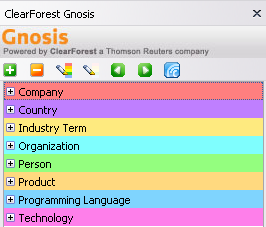 ClearForest Gnosis
Gnosis
Powered by ClearForest a Thomson Reuters company
Company
Country
Industry Term
Organization
Person
Product
Programming Language
Technology